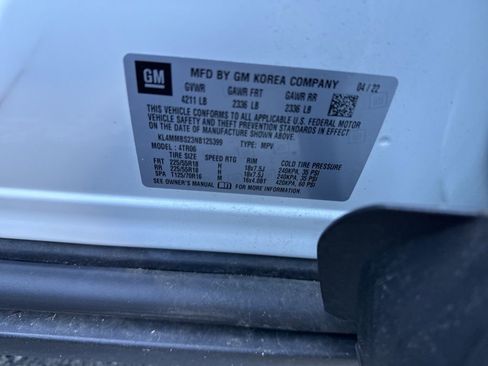 GM MFD BY GM KOREA COMPANY 04/22
GVWR GAWR FRT GAWR RR
4211 LB 2336 LB 2336 LB
THIS VEHICLE CONFORMS TO ALL APPLICABLE U.S. FEDERAL MOTOR
VEHICLE SAFETY AND THEFT PREVENTION STANDARDS IN EFFECT
ON THE DATE OF MANUFACTURE SHOWN ABOVE.
KL4MMBS23NB125399 TYPE: MPV
4TR06
TIRE SIZE SPEED RTG RIM COLD TIRE PRESSURE
FRT 225/55R18 H 18x7.5J 240KPA, 35 PSI
RR 225/55R18 H 18x7.5J 240KPA, 35 PSI
SPA T125/70R16 M 16x4.00T 420KPA, 60 PSI
SEE OWNER'S MANUAL FOR MORE INFORMATION.